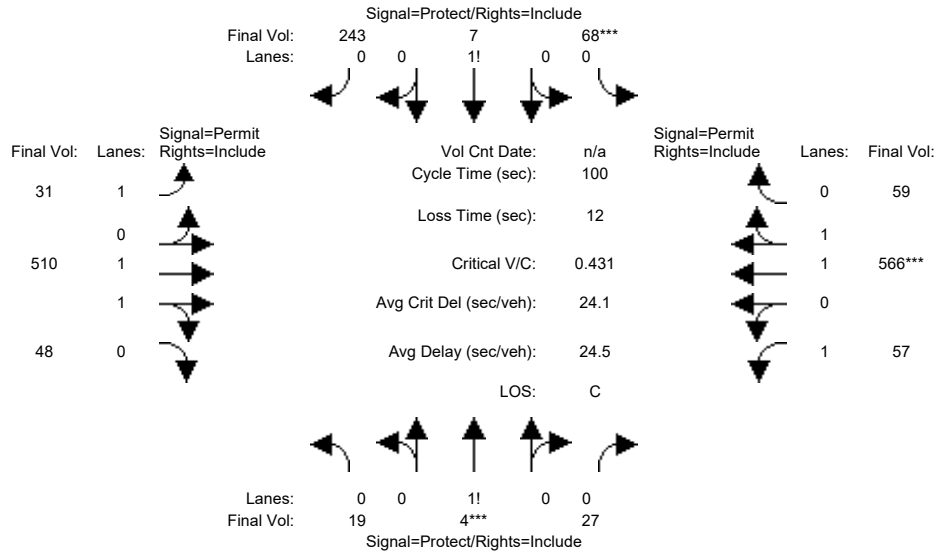 Signal=Protect/Rights=Include
Final Vol: 243 7 68***
Lanes: 0 0 1! 0 0
Signal=Permit
Final Vol: Lanes: Rights=Include
Vol Cnt Date: n/a
Signal=Permit
Rights=Include Lanes: Final Vol:
Cycle Time (sec): 100
31 1 0 59
Loss Time (sec): 12
0 1
510 1 Critical V/C: 0.431 1 566***
1 Avg Crit Del (sec/veh): 24.1 0
48 0 Avg Delay (sec/veh): 24.5 1 57
LOS: C
Lanes: 0 0 1! 0 0
Final Vol: 19 4*** 27
Signal=Protect/Rights=Include